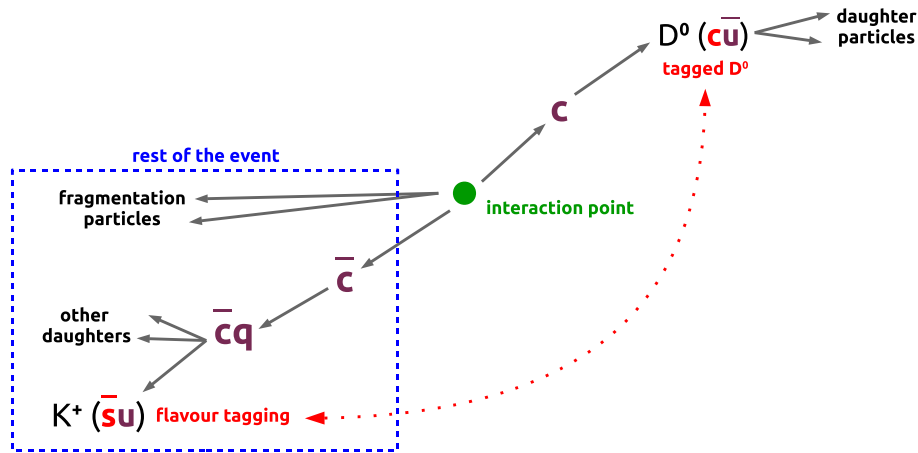 D⁰ (cu̅)
daughter
particles
tagged D⁰
c
rest of the event
fragmentation
particles
interaction point
c̅
other
daughters
c̅q
K⁺ (s̅u)
flavour tagging